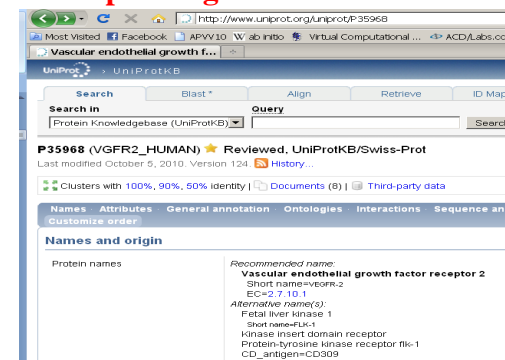 http://www.uniprot.org/uniprot/P35968
Most Visited Facebook APVV10 W ab initio Virtual Computational ... ACD/Labs.co
Vascular endothelial growth f...
UniProt > UniProtKB
Search Blast * Align Retrieve ID Map
Search in Query
Protein Knowledgebase (UniProtKB) Search
P35968 (VGFR2_HUMAN) Reviewed, UniProtKB/Swiss-Prot
Last modified October 5, 2010. Version 124. History...
Clusters with 100%, 90%, 50% identity | Documents (8) | Third-party data
Names Attributes General annotation Ontologies Interactions Sequence an
Customize order
Names and origin
Protein names Recommended name:
Vascular endothelial growth factor receptor 2
Short name=VEGFR-2
EC=2.7.10.1
Alternative name(s):
Fetal liver kinase 1
Short name=FLK-1
Kinase insert domain receptor
Protein-tyrosine kinase receptor flk-1
CD_antigen=CD309